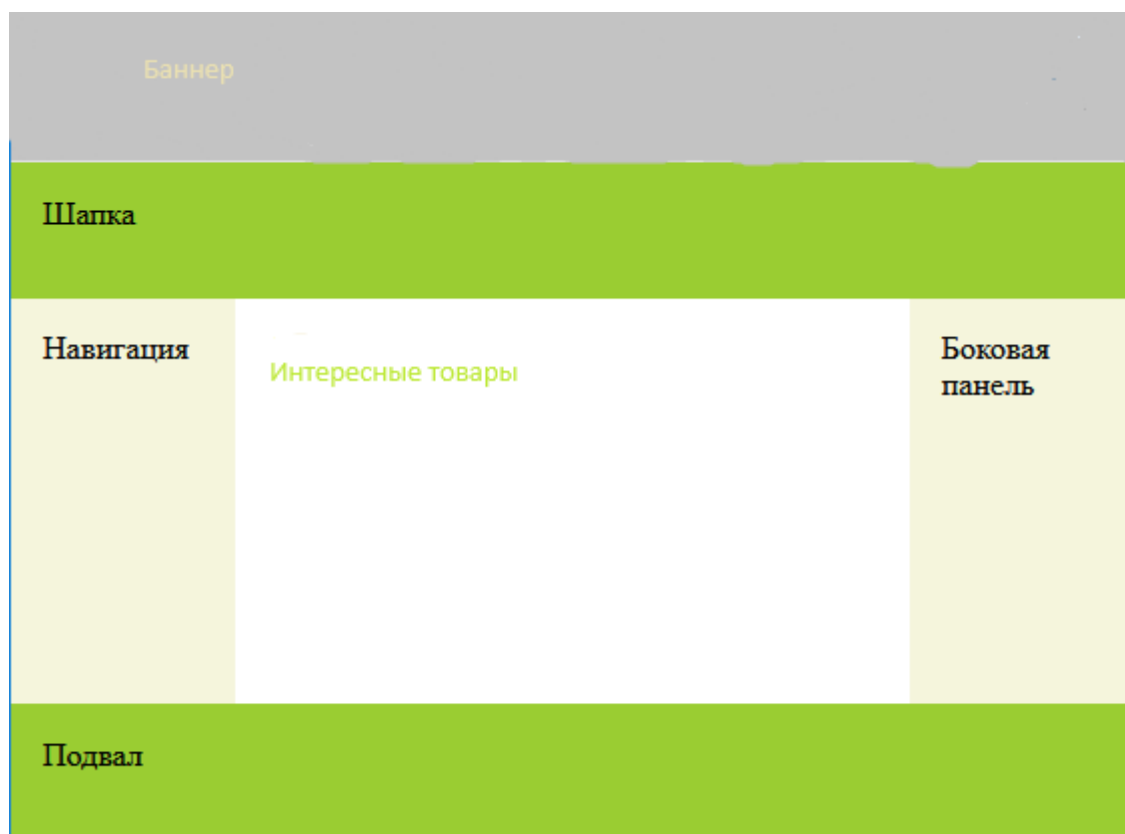 Баннер
Шапка
Навигация
Интересные товары
Боковая
панель
Подвал